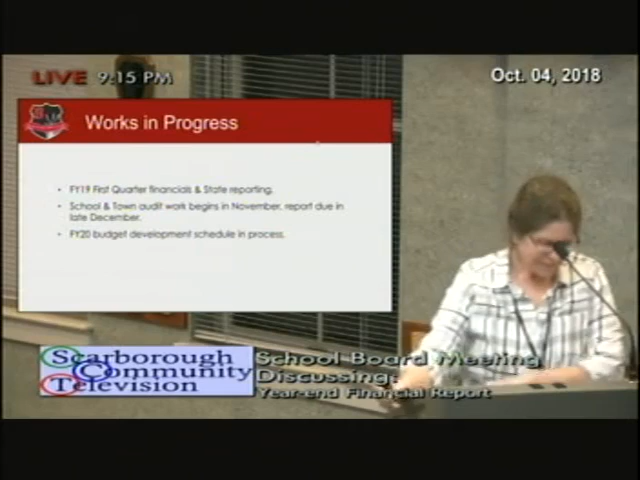 LIVE 9:15 PM
Oct. 04, 2018
Works in Progress
• FY19 First Quarter financials & State reporting.
• School & Town audit work begins in November, report due in
late December.
• FY20 budget development schedule in process.
Scarborough
Community
Television
School Board Meeting
Discussing:
Year-end Financial Report